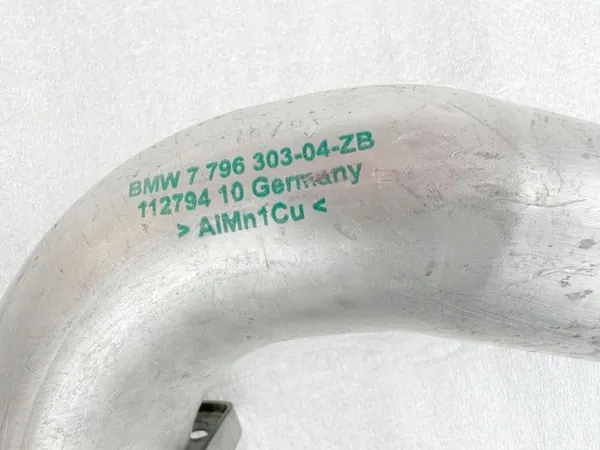 BMW 7 796 303-04-ZB
112794 10 Germany
> AlMn1Cu <